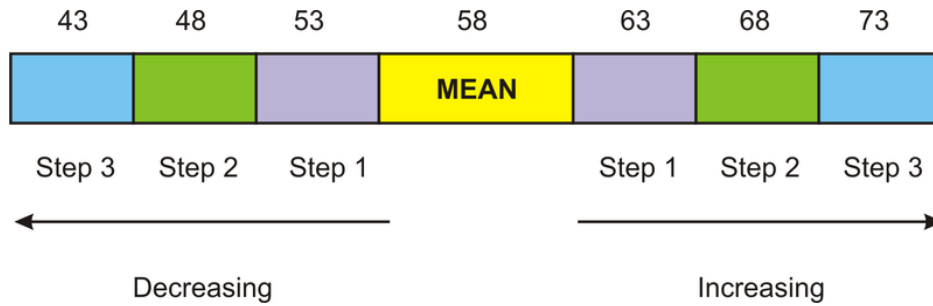 43 48 53 58 63 68 73
MEAN
Step 3 Step 2 Step 1 Step 1 Step 2 Step 3
Decreasing Increasing